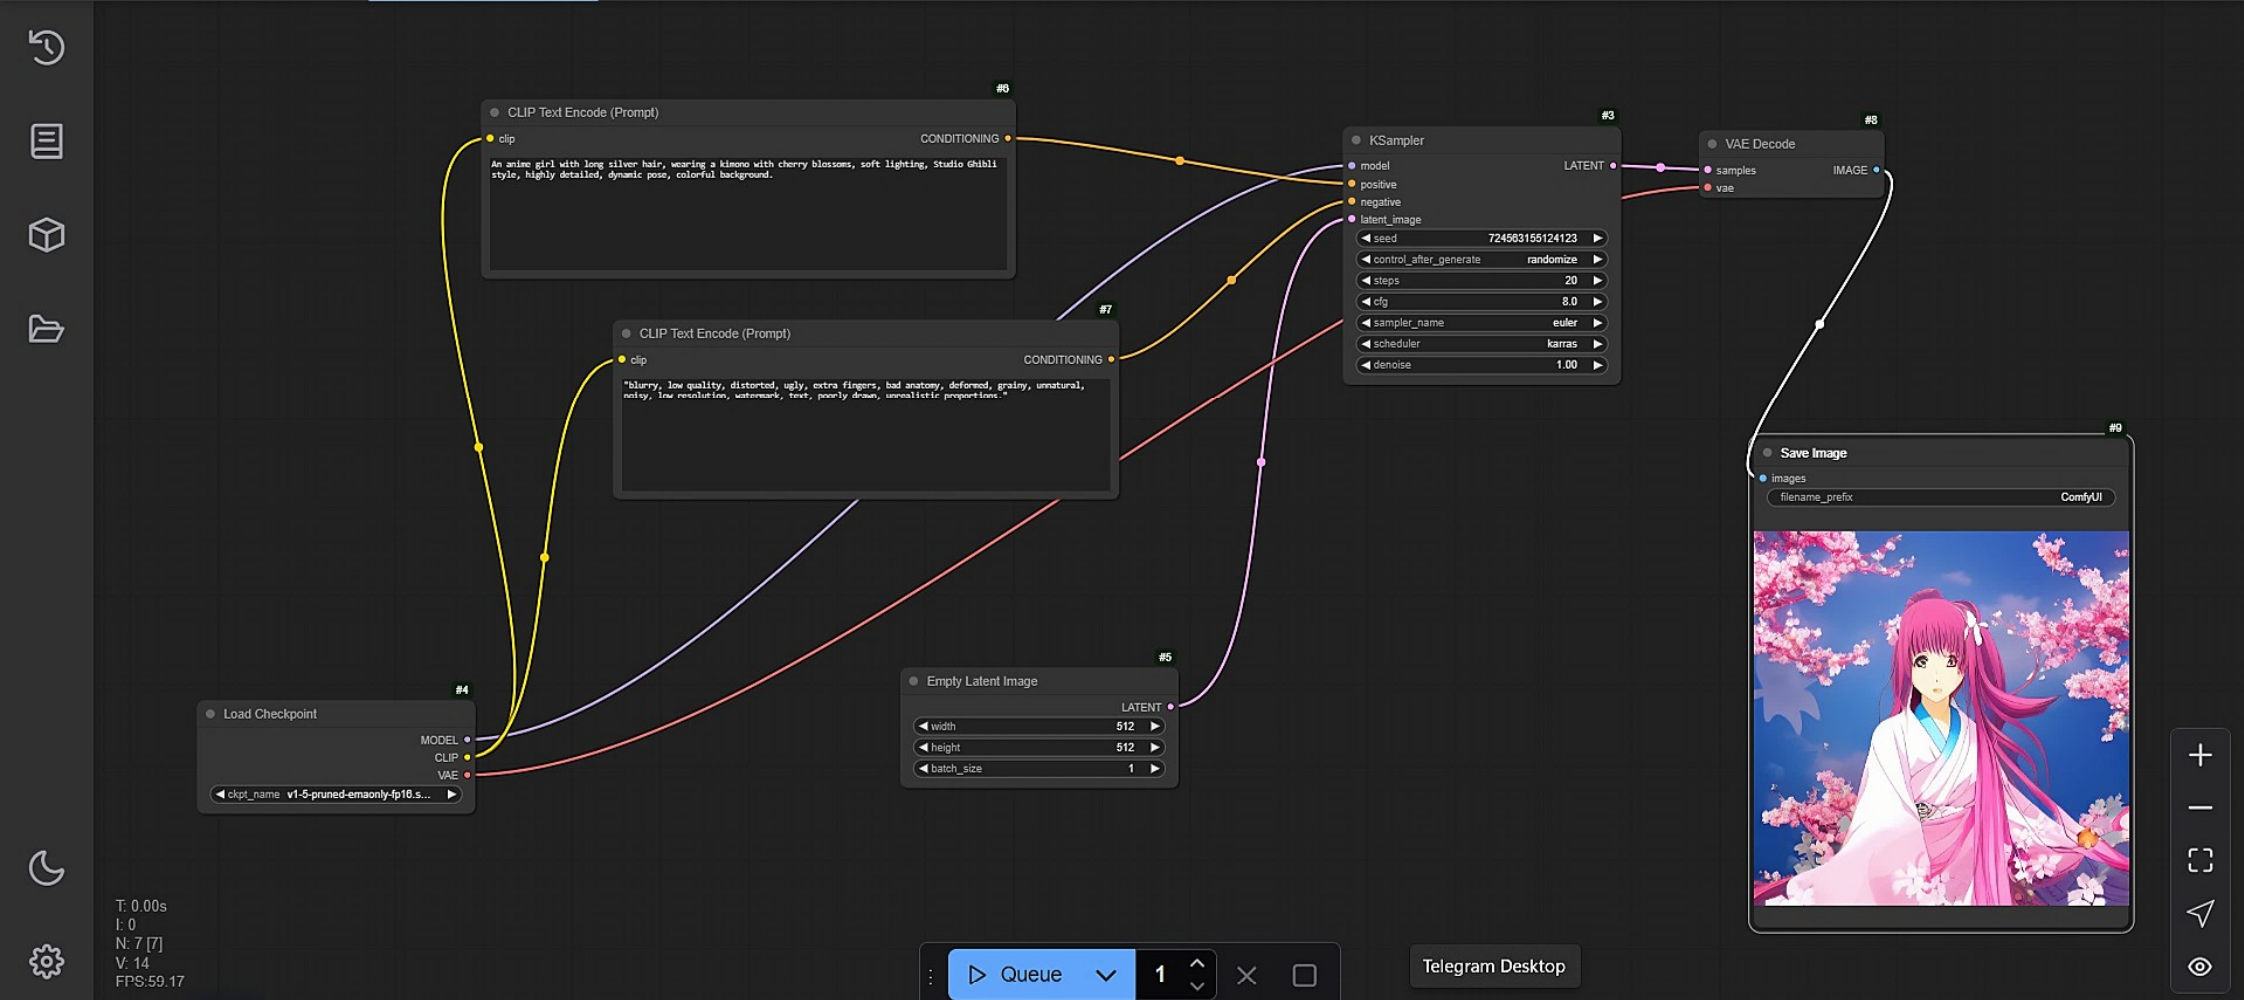 #6
CLIP Text Encode (Prompt)
clip
CONDITIONING
An anime girl with long silver hair, wearing a kimono with cherry blossoms, soft lighting, Studio Ghibli
style, highly detailed, dynamic pose, colorful background.
#7
CLIP Text Encode (Prompt)
clip
CONDITIONING
"blurry, low quality, distorted, ugly, extra fingers, bad anatomy, deformed, grainy, unnatural,
noisy, low resolution, watermark, text, poorly drawn, unrealistic proportions."
#3
KSampler
model
LATENT
positive
negative
latent_image
seed 724563155124123
control_after_generate randomize
steps 20
cfg 8.0
sampler_name euler
scheduler karras
denoise 1.00
#8
VAE Decode
samples
IMAGE
vae
#9
Save Image
images
filename_prefix ComfyUI
#5
Empty Latent Image
LATENT
width 512
height 512
batch_size 1
#4
Load Checkpoint
MODEL
CLIP
VAE
ckpt_name v1-5-pruned-emaonly-fp16.s...
T: 0.00s
I: 0
N: 7 [7]
V: 14
FPS:59.17
Queue
1
Telegram Desktop